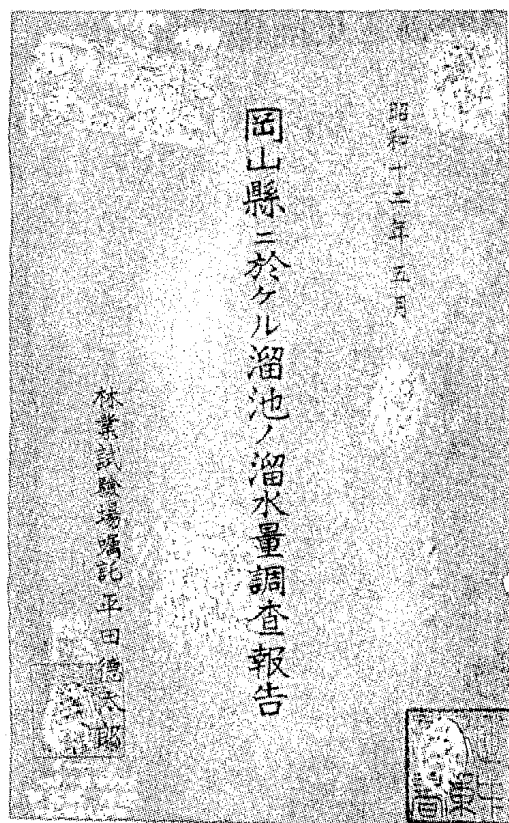 昭和十二年五月
岡山縣ニ於ケル溜池ノ溜水量調査報告
林業試驗場囑託平田德太郎